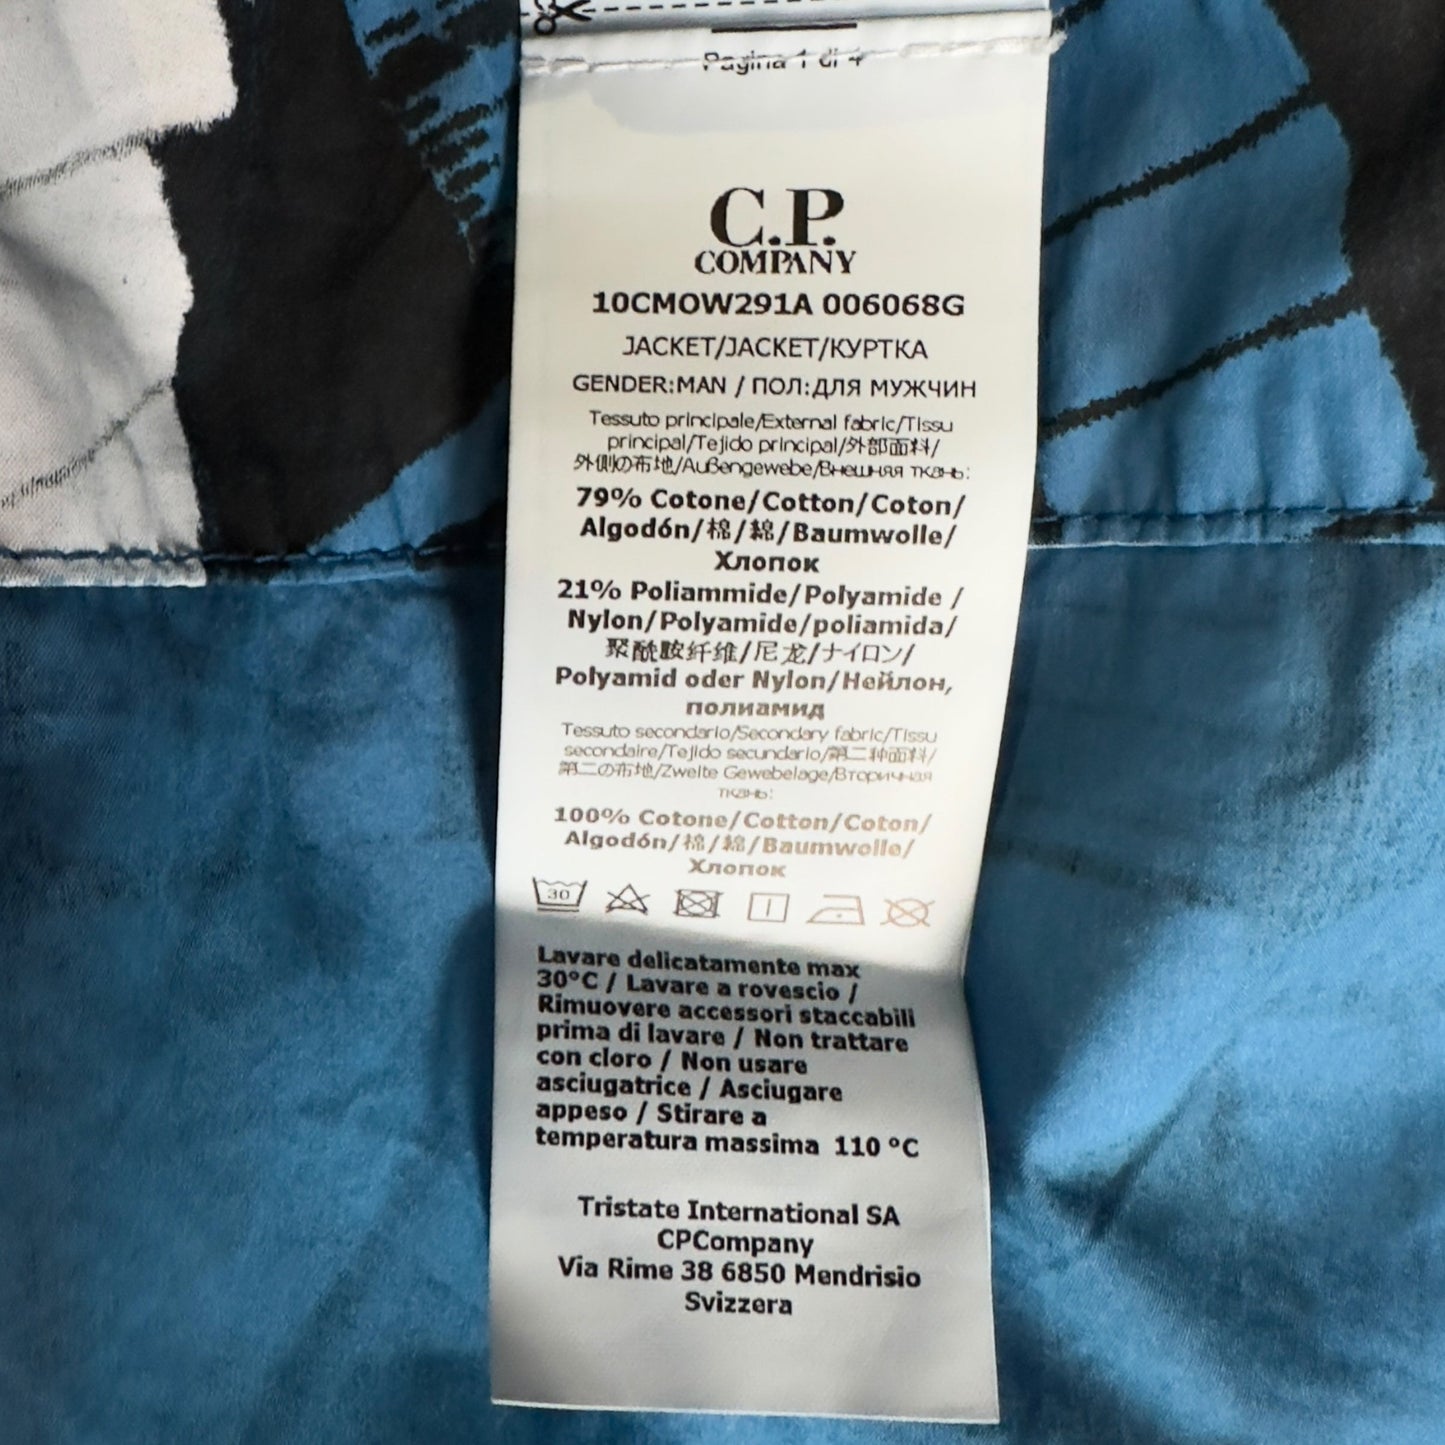 Pagina 1 di 4
C.P.
COMPANY
10CMOW291A 006068G
JACKET/JACKET/КУРТКА
GENDER:MAN / ПОЛ:ДЛЯ МУЖЧИН
Tessuto principale/External fabric/Tissu
principal/Tejido principal/外部面料/
外側の布地/Außengewebe/Внешняя ткань:
79% Cotone/Cotton/Coton/
Algodón/棉/綿/Baumwolle/
Хлопок
21% Poliammide/Polyamide /
Nylon/Polyamide/poliamida/
聚酰胺纤维/尼龙/ナイロン/
Polyamid oder Nylon/Нейлон,
полиамид
Tessuto secondario/Secondary fabric/Tissu
secondaire/Tejido secundario/第二种面料/
第二の布地/Zweite Gewebelage/Вторичная
ткань:
100% Cotone/Cotton/Coton/
Algodón/棉/綿/Baumwolle/
Хлопок
30
Lavare delicatamente max
30°C / Lavare a rovescio /
Rimuovere accessori staccabili
prima di lavare / Non trattare
con cloro / Non usare
asciugatrice / Asciugare
appeso / Stirare a
temperatura massima 110 °C
Tristate International SA
CPCompany
Via Rime 38 6850 Mendrisio
Svizzera